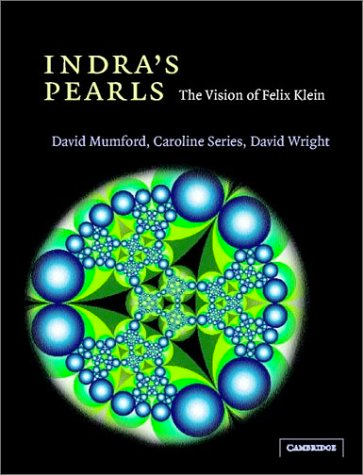 INDRA'S
PEARLS The Vision of Felix Klein
David Mumford, Caroline Series, David Wright
CAMBRIDGE